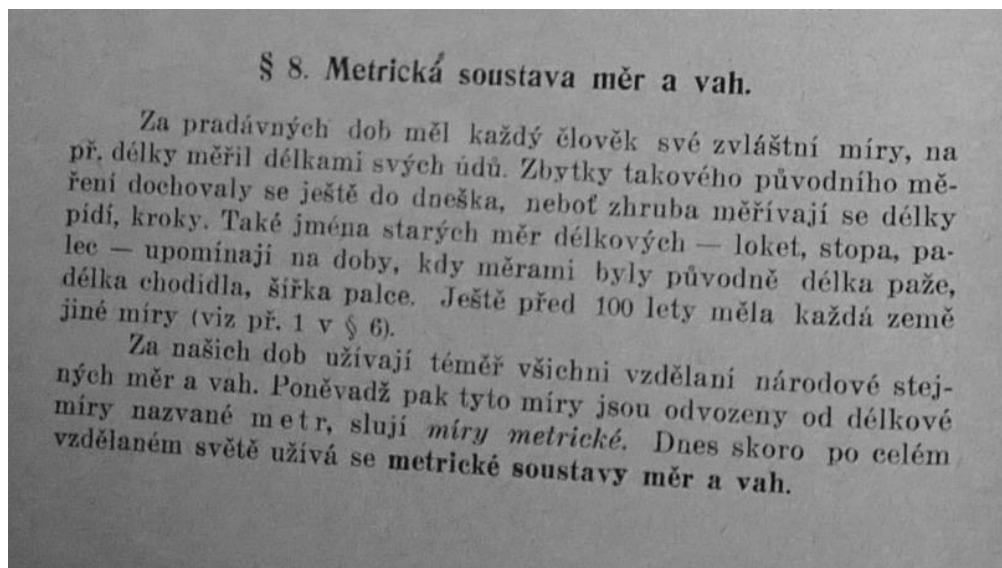 § 8. Metrická soustava měr a vah.
Za pradávných dob měl každý člověk své zvláštní míry, na
př. délky měřil délkami svých údů. Zbytky takového původního mě-
ření dochovaly se ještě do dneška, neboť zhruba měřívají se délky
pídí, kroky. Také jména starých měr délkových — loket, stopa, pa-
lec — upomínají na doby, kdy měrami byly původně délka paže,
délka chodidla, šířka palce. Ještě před 100 lety měla každá země
jiné míry (viz př. 1 v § 6).
Za našich dob užívají téměř všichni vzdělaní národové stej-
ných měr a vah. Poněvadž pak tyto míry jsou odvozeny od délkové
míry nazvané metr, slují míry metrické. Dnes skoro po celém
vzdělaném světě užívá se metrické soustavy měr a vah.